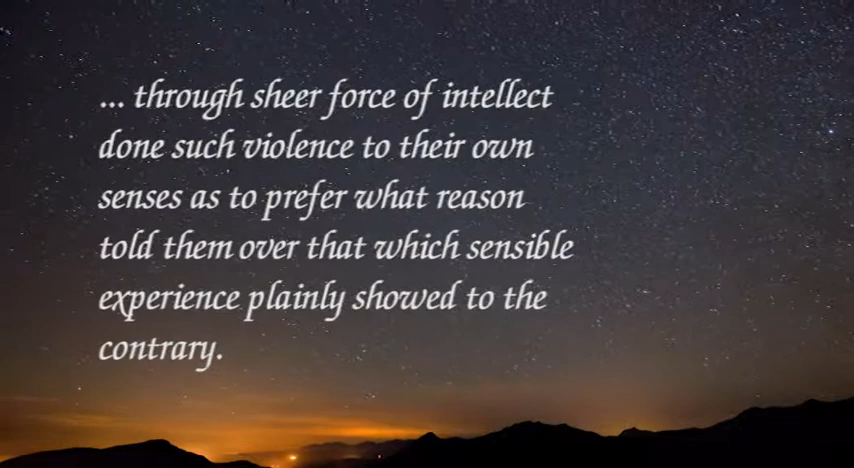 ... through sheer force of intellect
done such violence to their own
senses as to prefer what reason
told them over that which sensible
experience plainly showed to the
contrary.